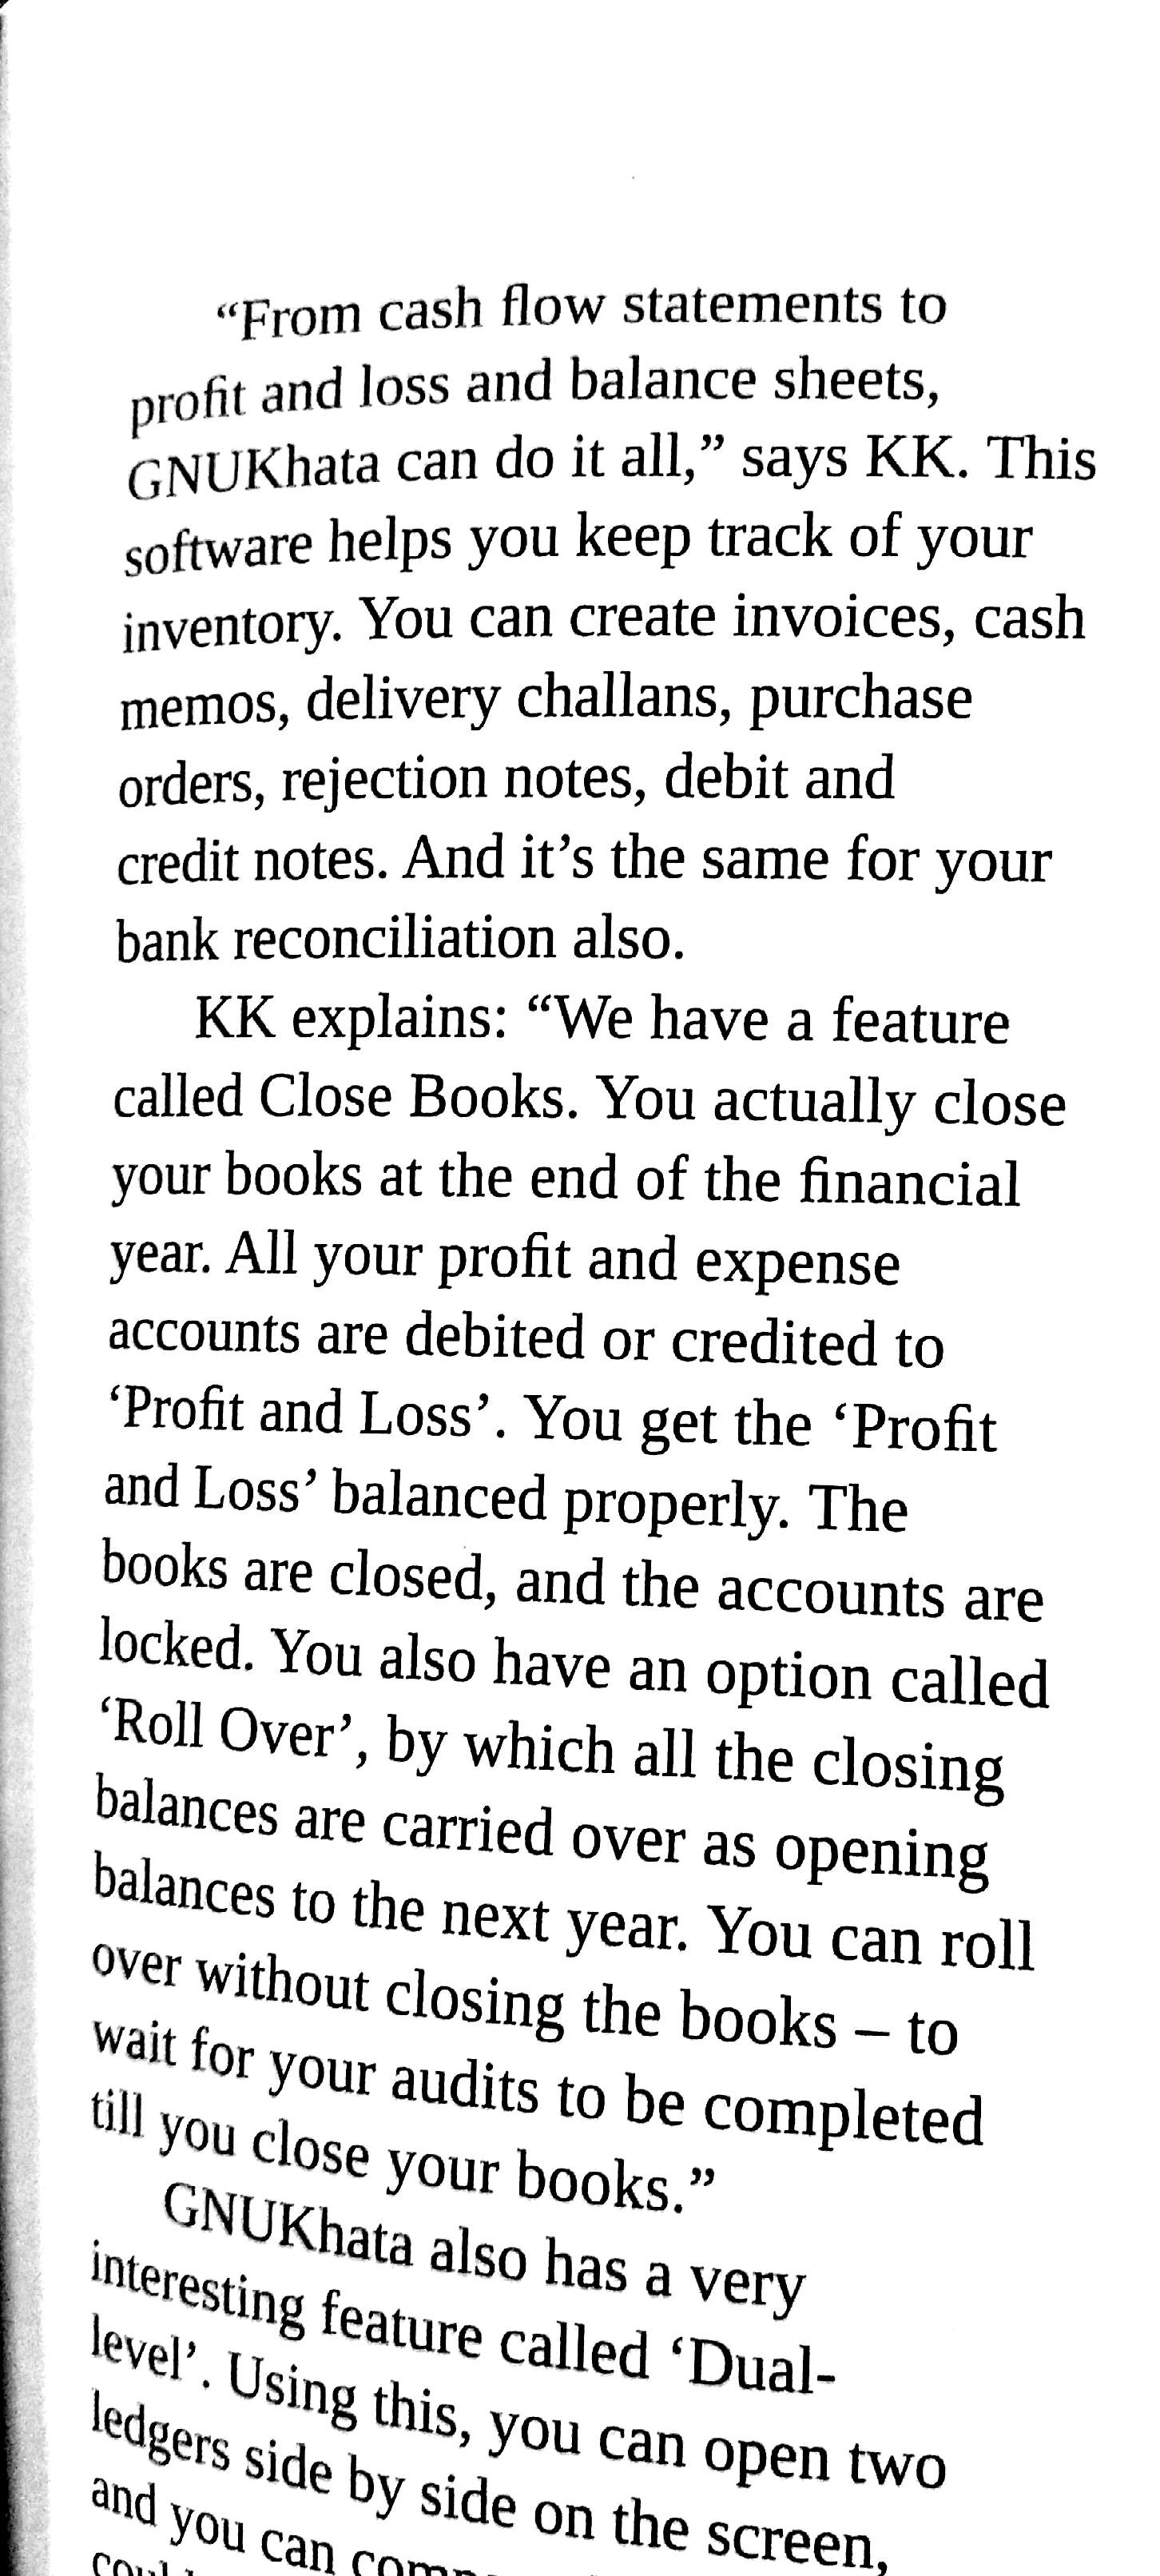 “From cash flow statements to
profit and loss and balance sheets,
GNUKhata can do it all,” says KK. This
software helps you keep track of your
inventory. You can create invoices, cash
memos, delivery challans, purchase
orders, rejection notes, debit and
credit notes. And it’s the same for your
bank reconciliation also.
KK explains: “We have a feature
called Close Books. You actually close
your books at the end of the financial
year. All your profit and expense
accounts are debited or credited to
‘Profit and Loss’. You get the ‘Profit
and Loss’ balanced properly. The
books are closed, and the accounts are
locked. You also have an option called
‘Roll Over’, by which all the closing
balances are carried over as opening
balances to the next year. You can roll
over without closing the books – to
wait for your audits to be completed
till you close your books.”
GNUKhata also has a very
interesting feature called ‘Dual-
level’. Using this, you can open two
ledgers side by side on the screen,
and you can